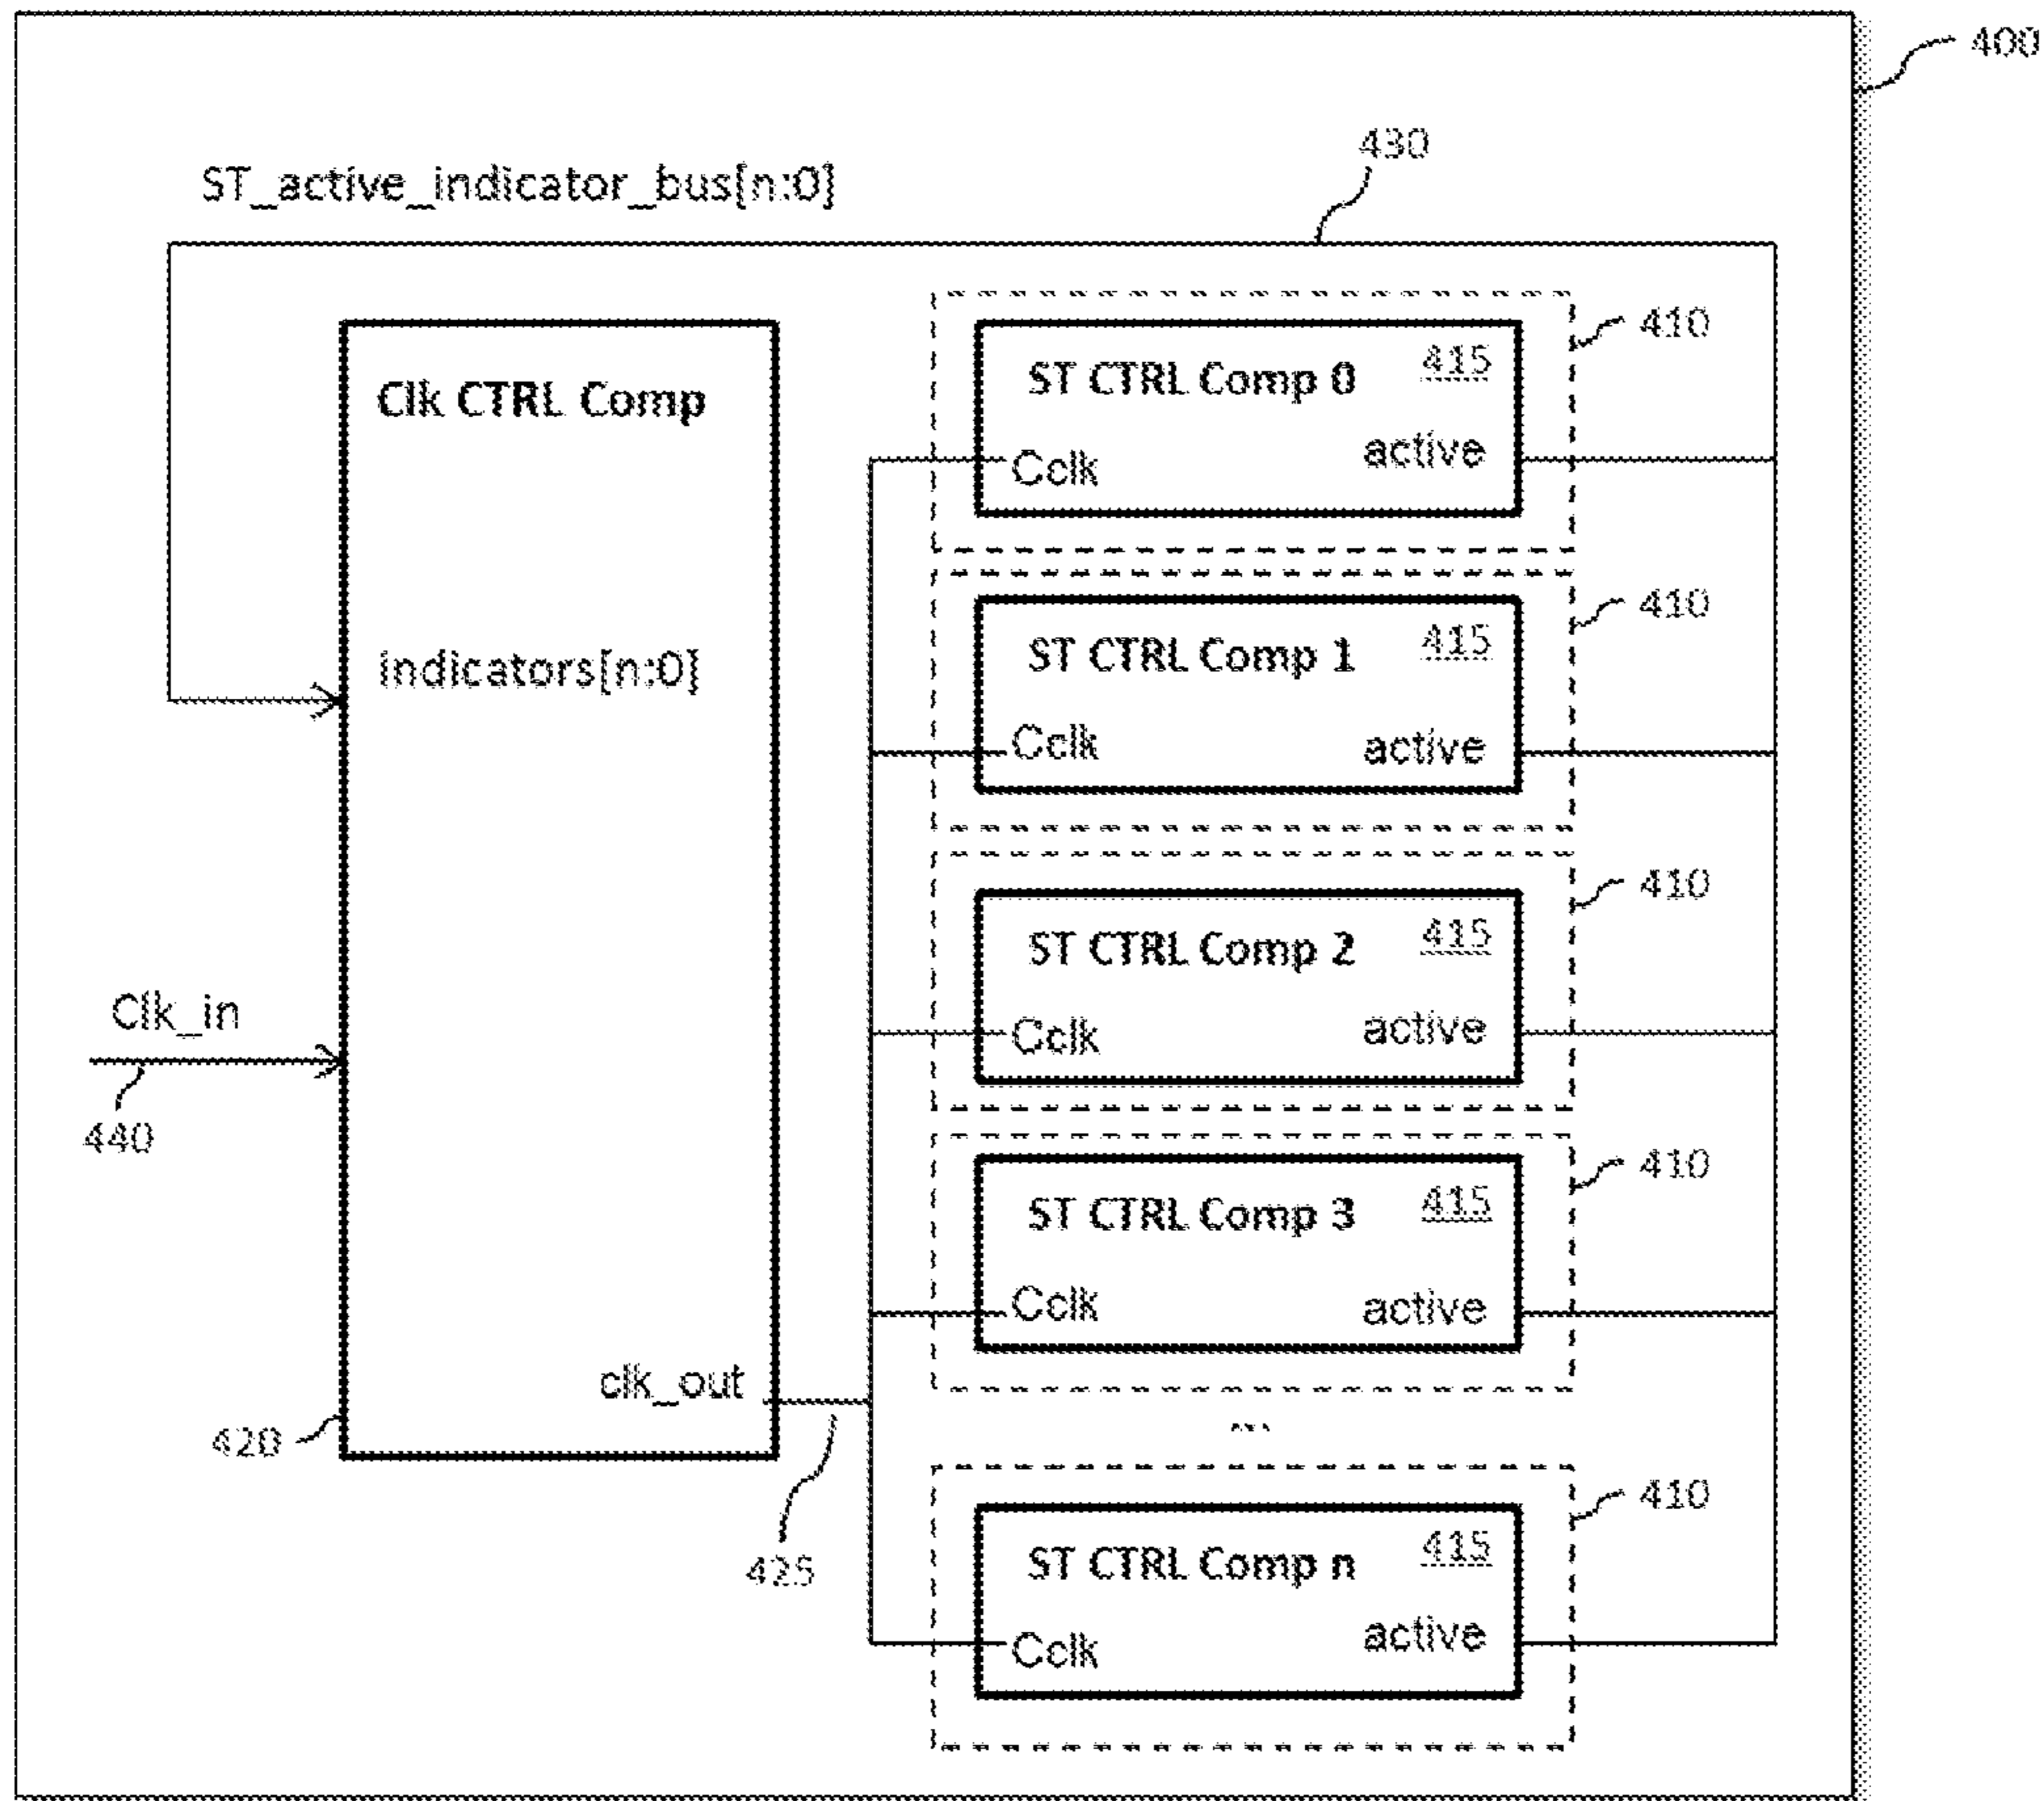 400
430
ST_active_indicator_bus[n:0]
410
ST CTRL Comp 0 415
Clk CTRL Comp
active
Cclk
410
ST CTRL Comp 1 415
indicators[n:0]
Cclk active
410
ST CTRL Comp 2 415
Clk_in
Cclk active
440
410
ST CTRL Comp 3 415
Cclk active
clk_out
420
...
410
ST CTRL Comp n 415
425
Cclk active